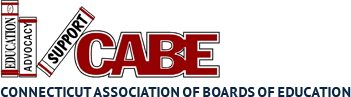 EDUCATION
ADVOCACY
SUPPORT
CABE
CONNECTICUT ASSOCIATION OF BOARDS OF EDUCATION